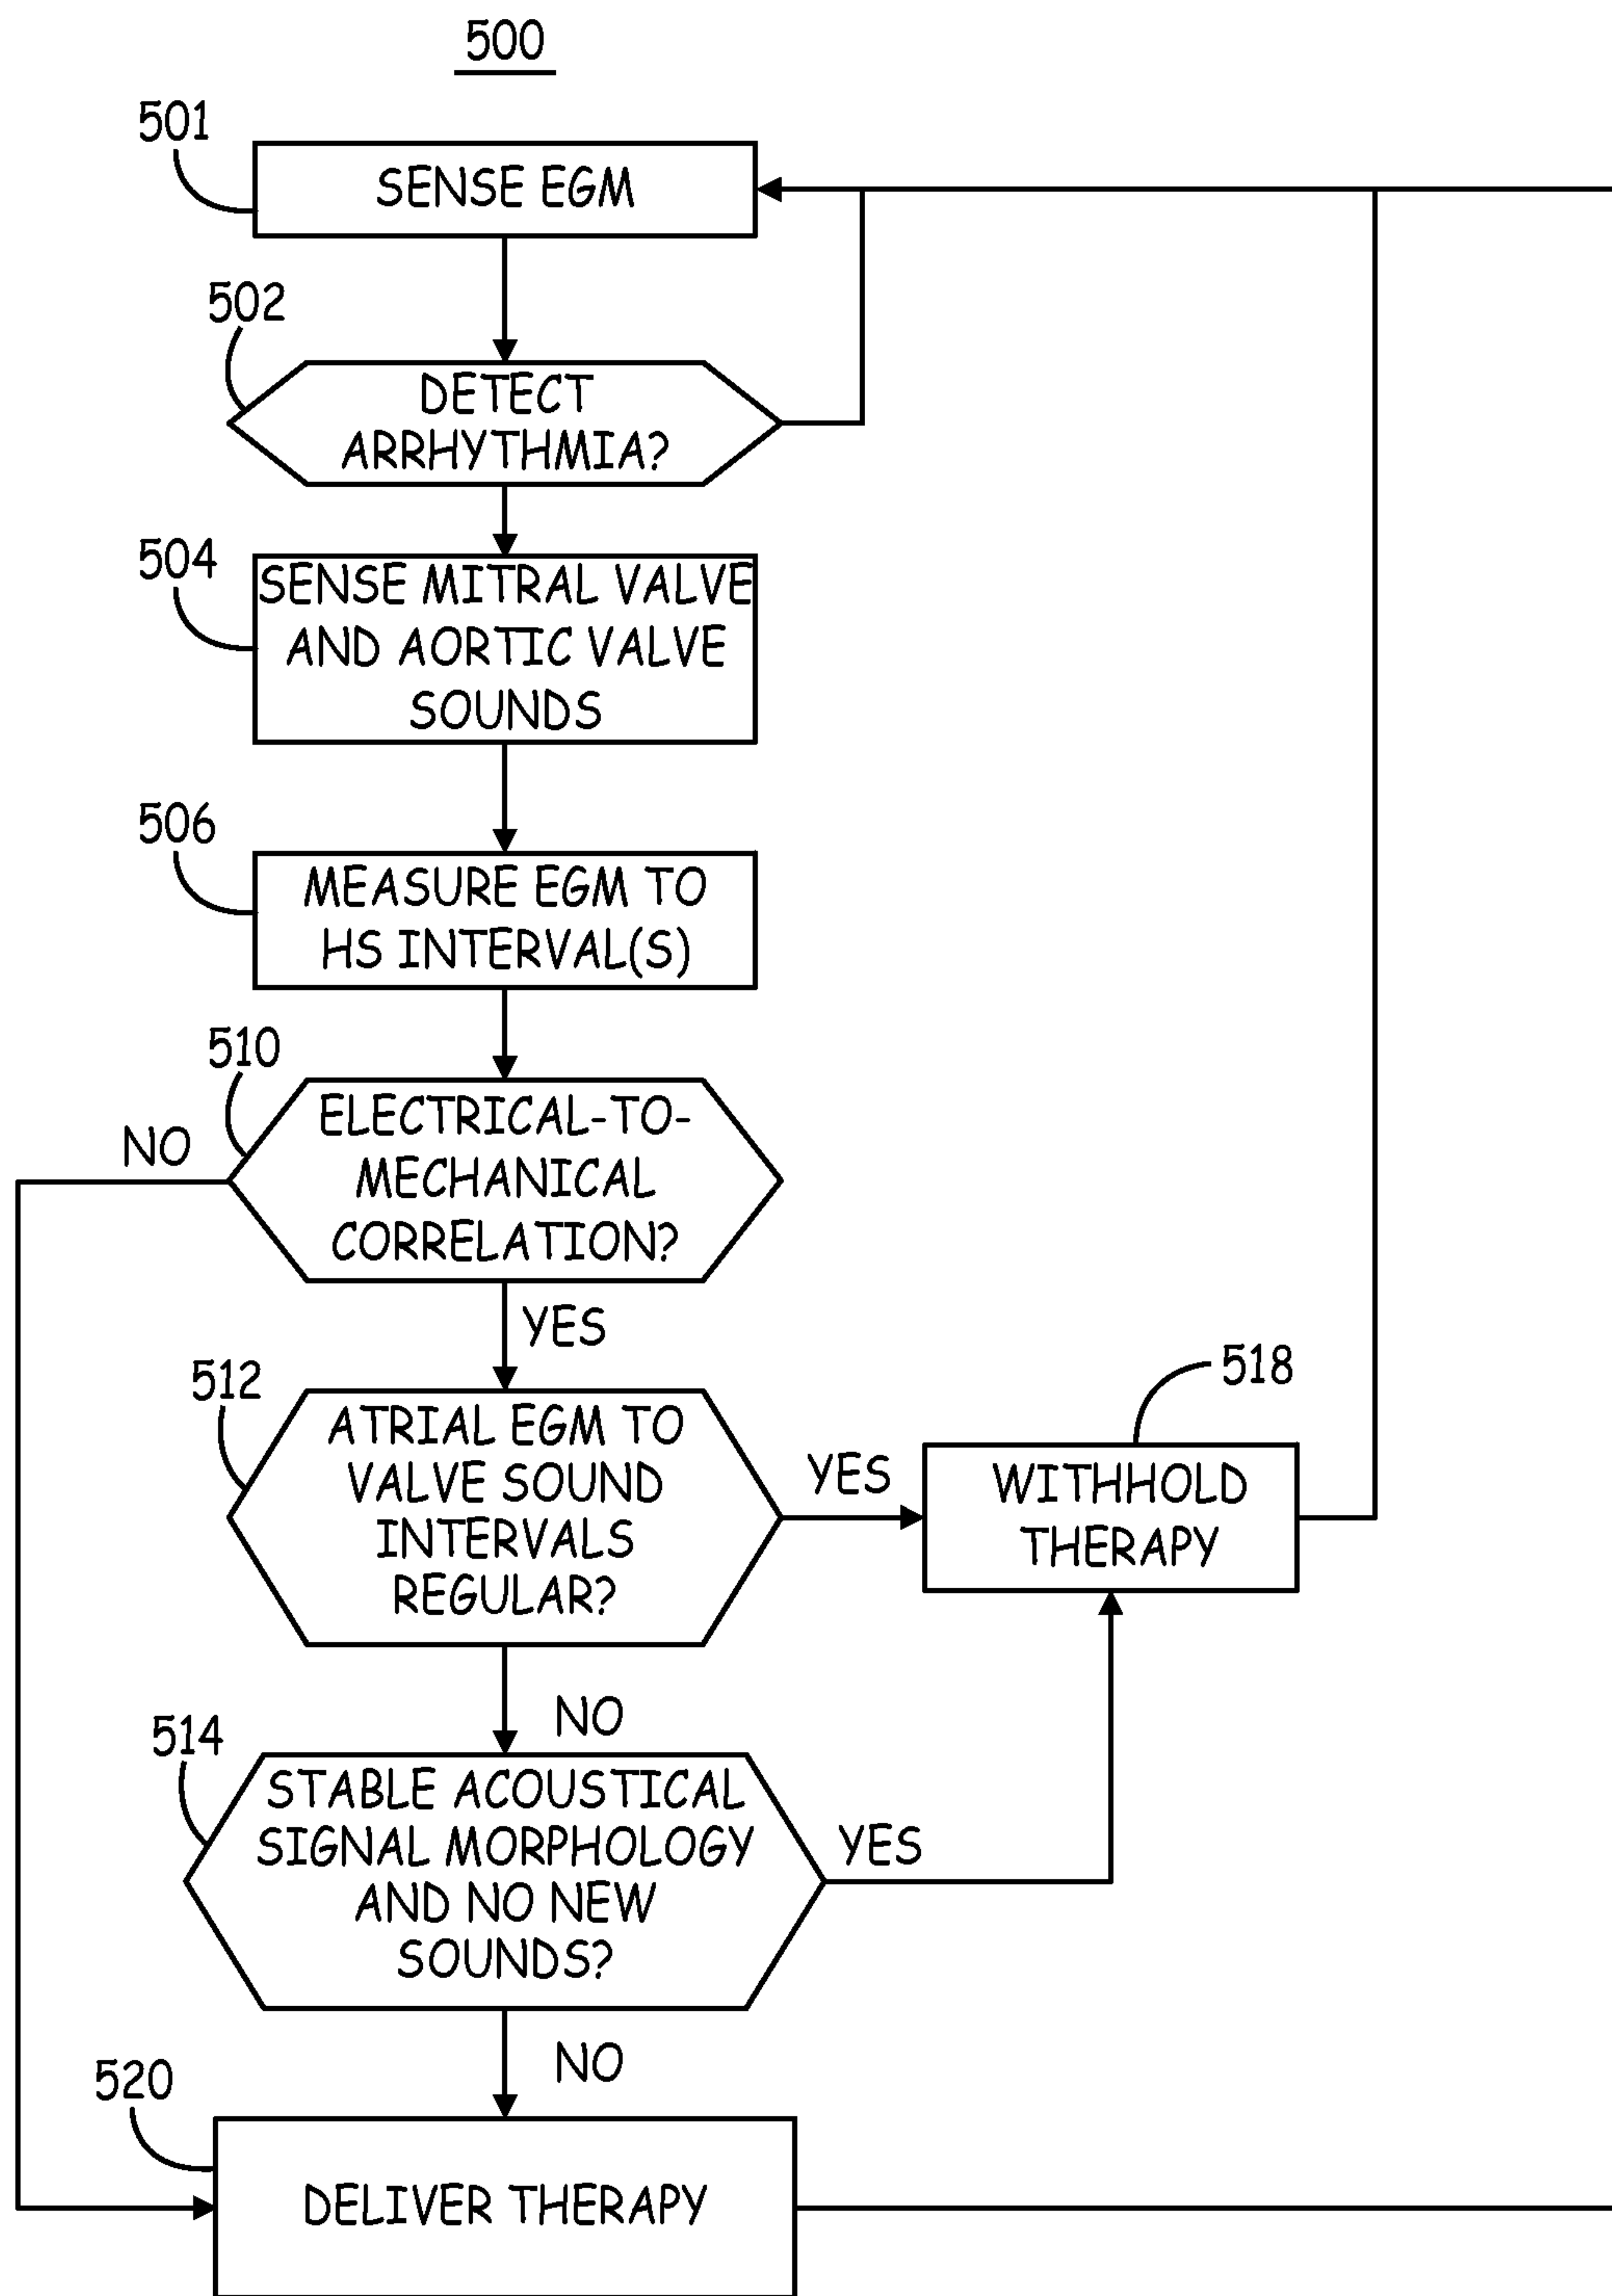 500
501
SENSE EGM
502
DETECT
ARRHYTHMIA?
504
SENSE MITRAL VALVE
AND AORTIC VALVE
SOUNDS
506
MEASURE EGM TO
HS INTERVAL(S)
510
NO
ELECTRICAL-TO-
MECHANICAL
CORRELATION?
YES
512
ATRIAL EGM TO
VALVE SOUND
INTERVALS
REGULAR?
YES
518
WITHHOLD
THERAPY
NO
514
STABLE ACOUSTICAL
SIGNAL MORPHOLOGY
AND NO NEW
SOUNDS?
YES
NO
520
DELIVER THERAPY